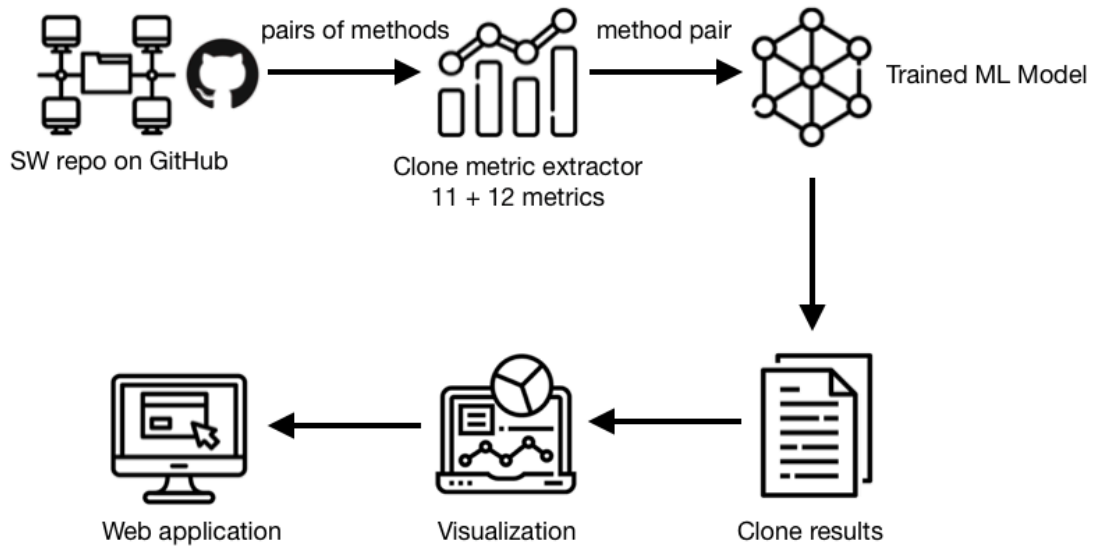 pairs of methods
method pair
Trained ML Model
SW repo on GitHub
Clone metric extractor
11 + 12 metrics
Web application
Visualization
Clone results